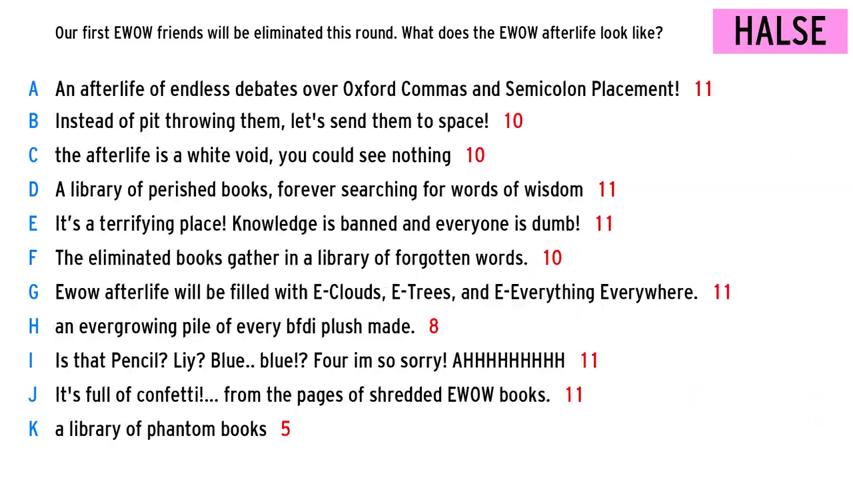 Our first EWOW friends will be eliminated this round. What does the EWOW afterlife look like?
HALSE
A An afterlife of endless debates over Oxford Commas and Semicolon Placement! 11
B Instead of pit throwing them, let's send them to space! 10
C the afterlife is a white void, you could see nothing 10
D A library of perished books, forever searching for words of wisdom 11
E It’s a terrifying place! Knowledge is banned and everyone is dumb! 11
F The eliminated books gather in a library of forgotten words. 10
G Ewow afterlife will be filled with E-Clouds, E-Trees, and E-Everything Everywhere. 11
H an evergrowing pile of every bfdi plush made. 8
I Is that Pencil? Liy? Blue.. blue!? Four im so sorry! AHHHHHHHHH 11
J It's full of confetti!... from the pages of shredded EWOW books. 11
K a library of phantom books 5